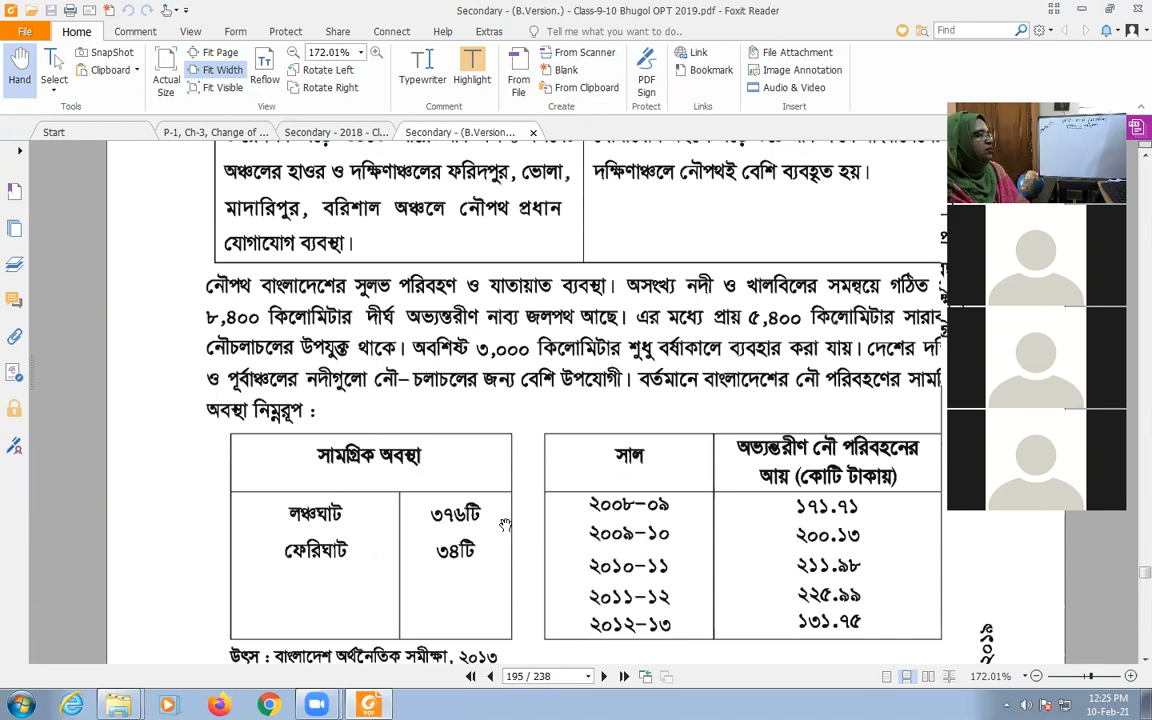 Secondary - (B.Version.) - Class-9-10 Bhugol OPT 2019.pdf - Foxit Reader
File Home Comment View Form Protect Share Connect Help Extras Tell me what you want to do... Find
SnapShot Fit Page 172.01% From Scanner Link File Attachment
Hand Select Clipboard Actual Size Fit Width Reflow Rotate Left Typewriter Highlight From File Blank PDF Sign Bookmark Image Annotation
Fit Visible Rotate Right From Clipboard Audio & Video
Tools View Comment Create Protect Links Insert
Start P-1, Ch-3, Change of ... Secondary - 2018 - Cl... Secondary - (B.Version...
অঞ্চলের হাওর ও দক্ষিণাঞ্চলের ফরিদপুর, ভোলা,
মাদারিপুর, বরিশাল অঞ্চলে নৌপথ প্রধান
যোগাযোগ ব্যবস্থা।
দক্ষিণাঞ্চলে নৌপথই বেশি ব্যবহৃত হয়।
নৌপথ বাংলাদেশের সুলভ পরিবহণ ও যাতায়াত ব্যবস্থা। অসংখ্য নদী ও খালবিলের সমন্বয়ে গঠিত
৮,৪০০ কিলোমিটার দীর্ঘ অভ্যন্তরীণ নাব্য জলপথ আছে। এর মধ্যে প্রায় ৫,৪০০ কিলোমিটার
নৌচলাচলের উপযুক্ত থাকে। অবশিষ্ট ৩,০০০ কিলোমিটার শুধু বর্ষাকালে ব্যবহার করা যায়। দেশের
ও পূর্বাঞ্চলের নদীগুলো নৌ-চলাচলের জন্য বেশি উপযোগী। বর্তমানে বাংলাদেশের নৌ পরিবহণের
অবস্থা নিম্নরূপ :
সামগ্রিক অবস্থা
লঞ্চঘাট ৩৭৬টি
ফেরিঘাট ৩৪টি
সাল অভ্যন্তরীণ নৌ পরিবহনের
আয় (কোটি টাকায়)
২০০৮-০৯ ১৭১.৭১
২০০৯-১০ ২০০.১৩
২০১০-১১ ২১১.৯৮
২০১১-১২ ২২৫.৯৯
২০১২-১৩ ১৩১.৭৫
উৎস : বাংলাদেশ অর্থনৈতিক সমীক্ষা, ২০১৩
২০১৯
195 / 238 172.01%
12:25 PM
10-Feb-21